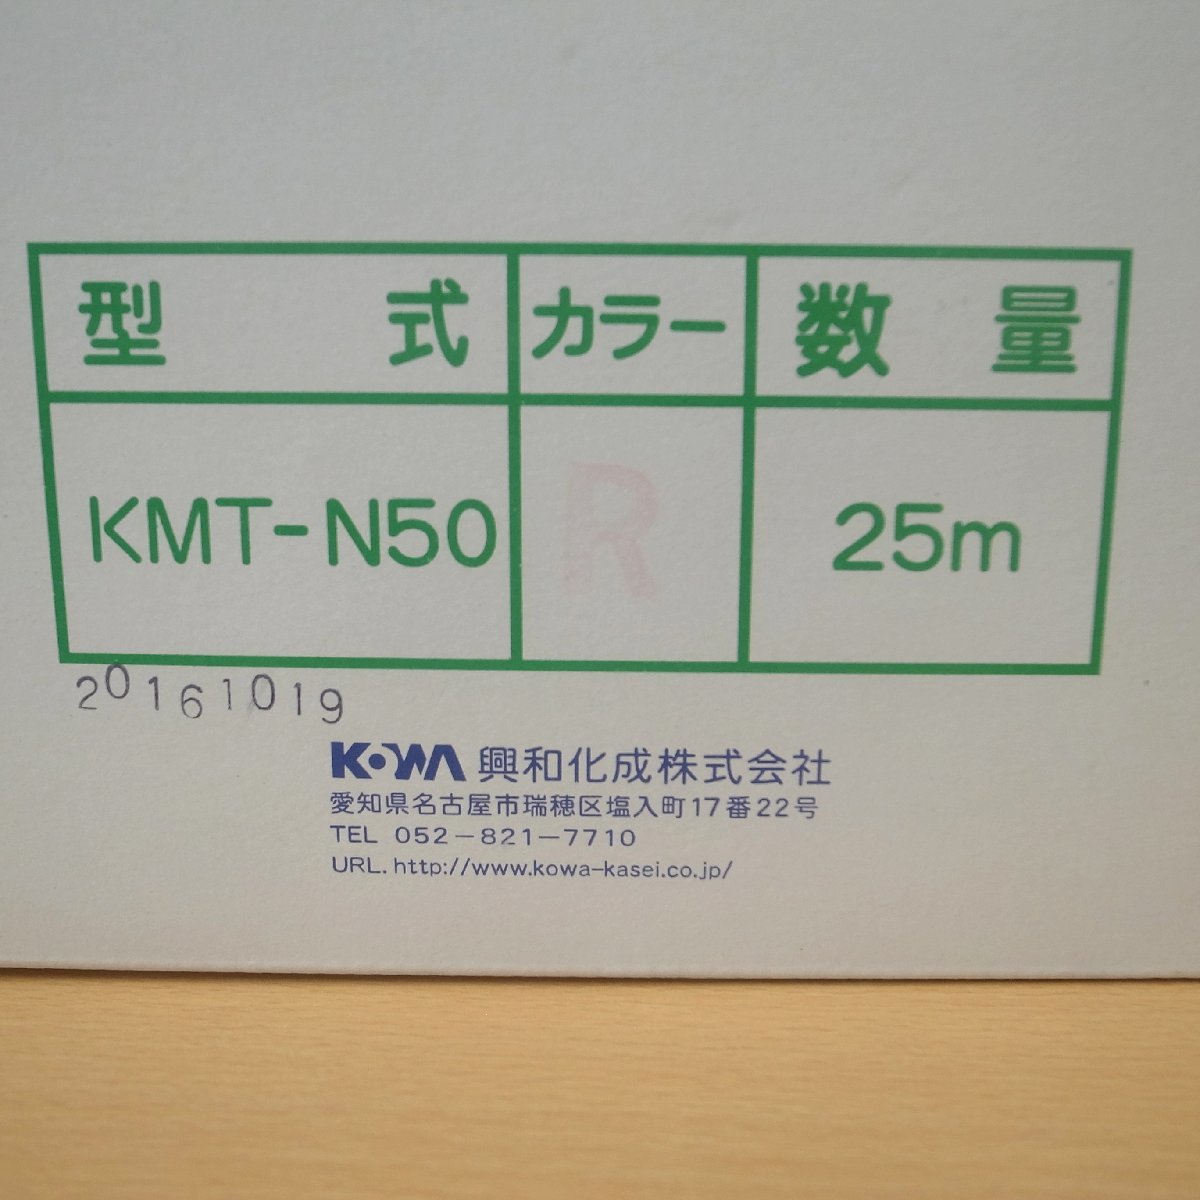 型式 カラー 数量
KMT-N50 R 25m
20161019
KOWA 興和化成株式会社
愛知県名古屋市瑞穂区塩入町17番22号
TEL 052-821-7710
URL. http://www.kowa-kasei.co.jp/